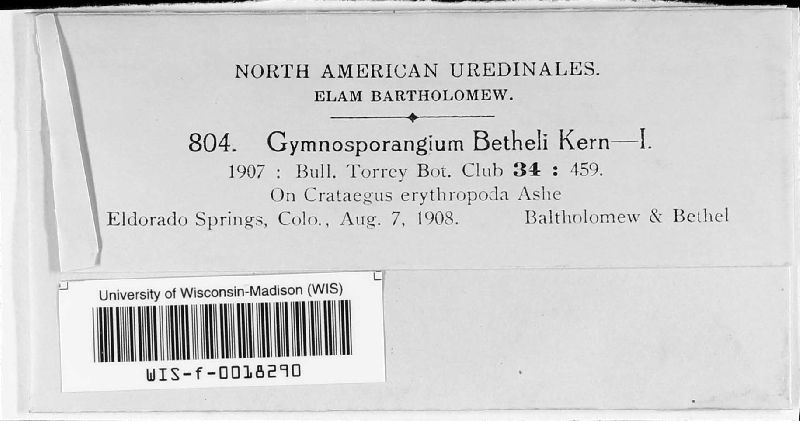 NORTH AMERICAN UREDINALES.
ELAM BARTHOLOMEW.
804. Gymnosporangium Betheli Kern—I.
1907 : Bull. Torrey Bot. Club 34 : 459.
On Crataegus erythropoda Ashe
Eldorado Springs, Colo., Aug. 7, 1908. Baltholomew & Bethel
University of Wisconsin-Madison (WIS)
WIS-f-0018290